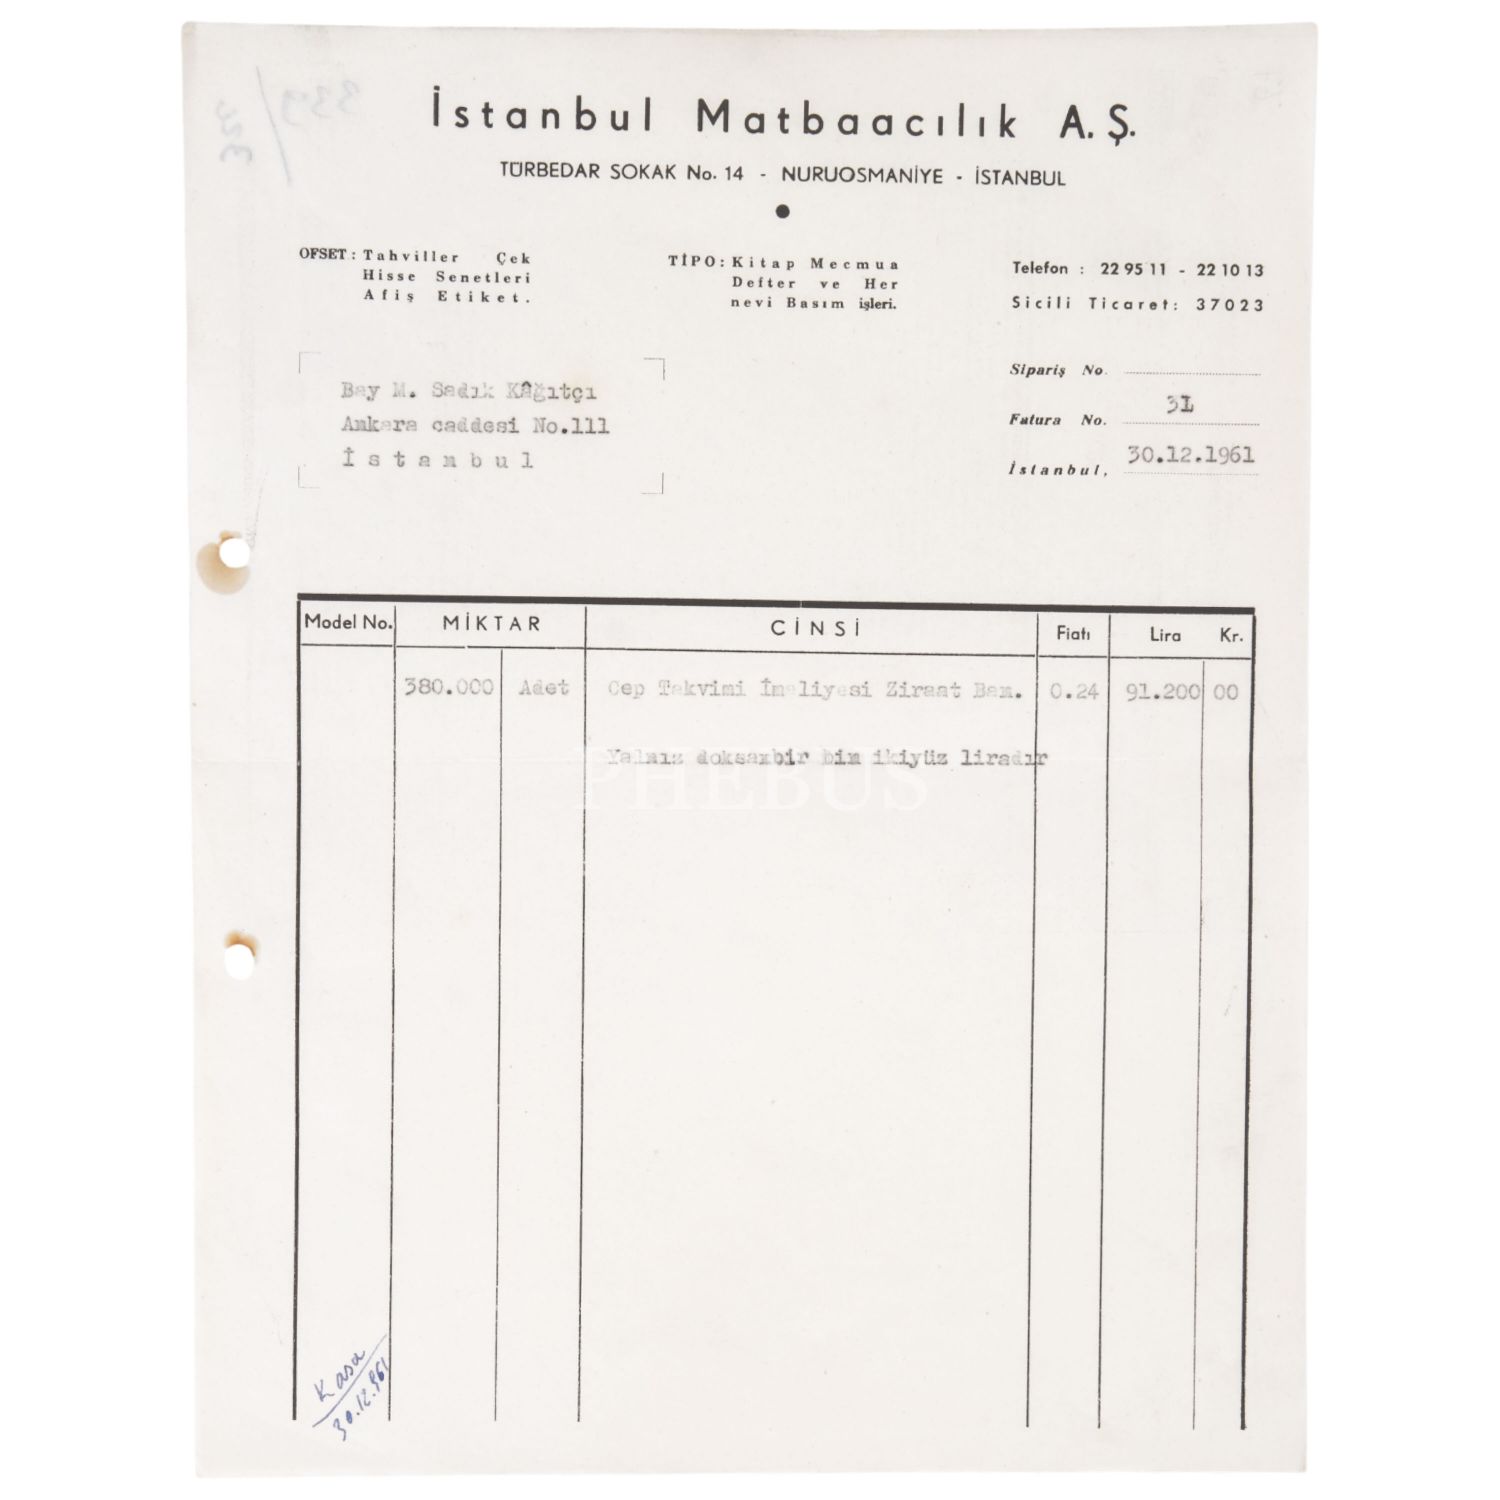 İstanbul Matbaacılık A.Ş.
TÜRBEDAR SOKAK No. 14 - NURUOSMANİYE - İSTANBUL
OFSET: Tahviller Çek
Hisse Senetleri
Afiş Etiket.
TİPO: Kitap Mecmua
Defter ve Her
nevi Basım işleri.
Telefon : 22 95 11 - 22 10 13
Sicili Ticaret: 37023
Bay M. Sadık Kâğıtçı
Ankara caddesi No.111
İstanbul
Sipariş No.
Fatura No. 31
İstanbul, 30.12.1961
Model No. MİKTAR CİNSİ Fiatı Lira Kr.
380.000 Adet Cep Takvimi İmaliyesi Ziraat Ban. 0.24 91.200 00
Yalnız doksanbir bin ikiyüz liradır
PHEBUS
Kasa
30.12.961